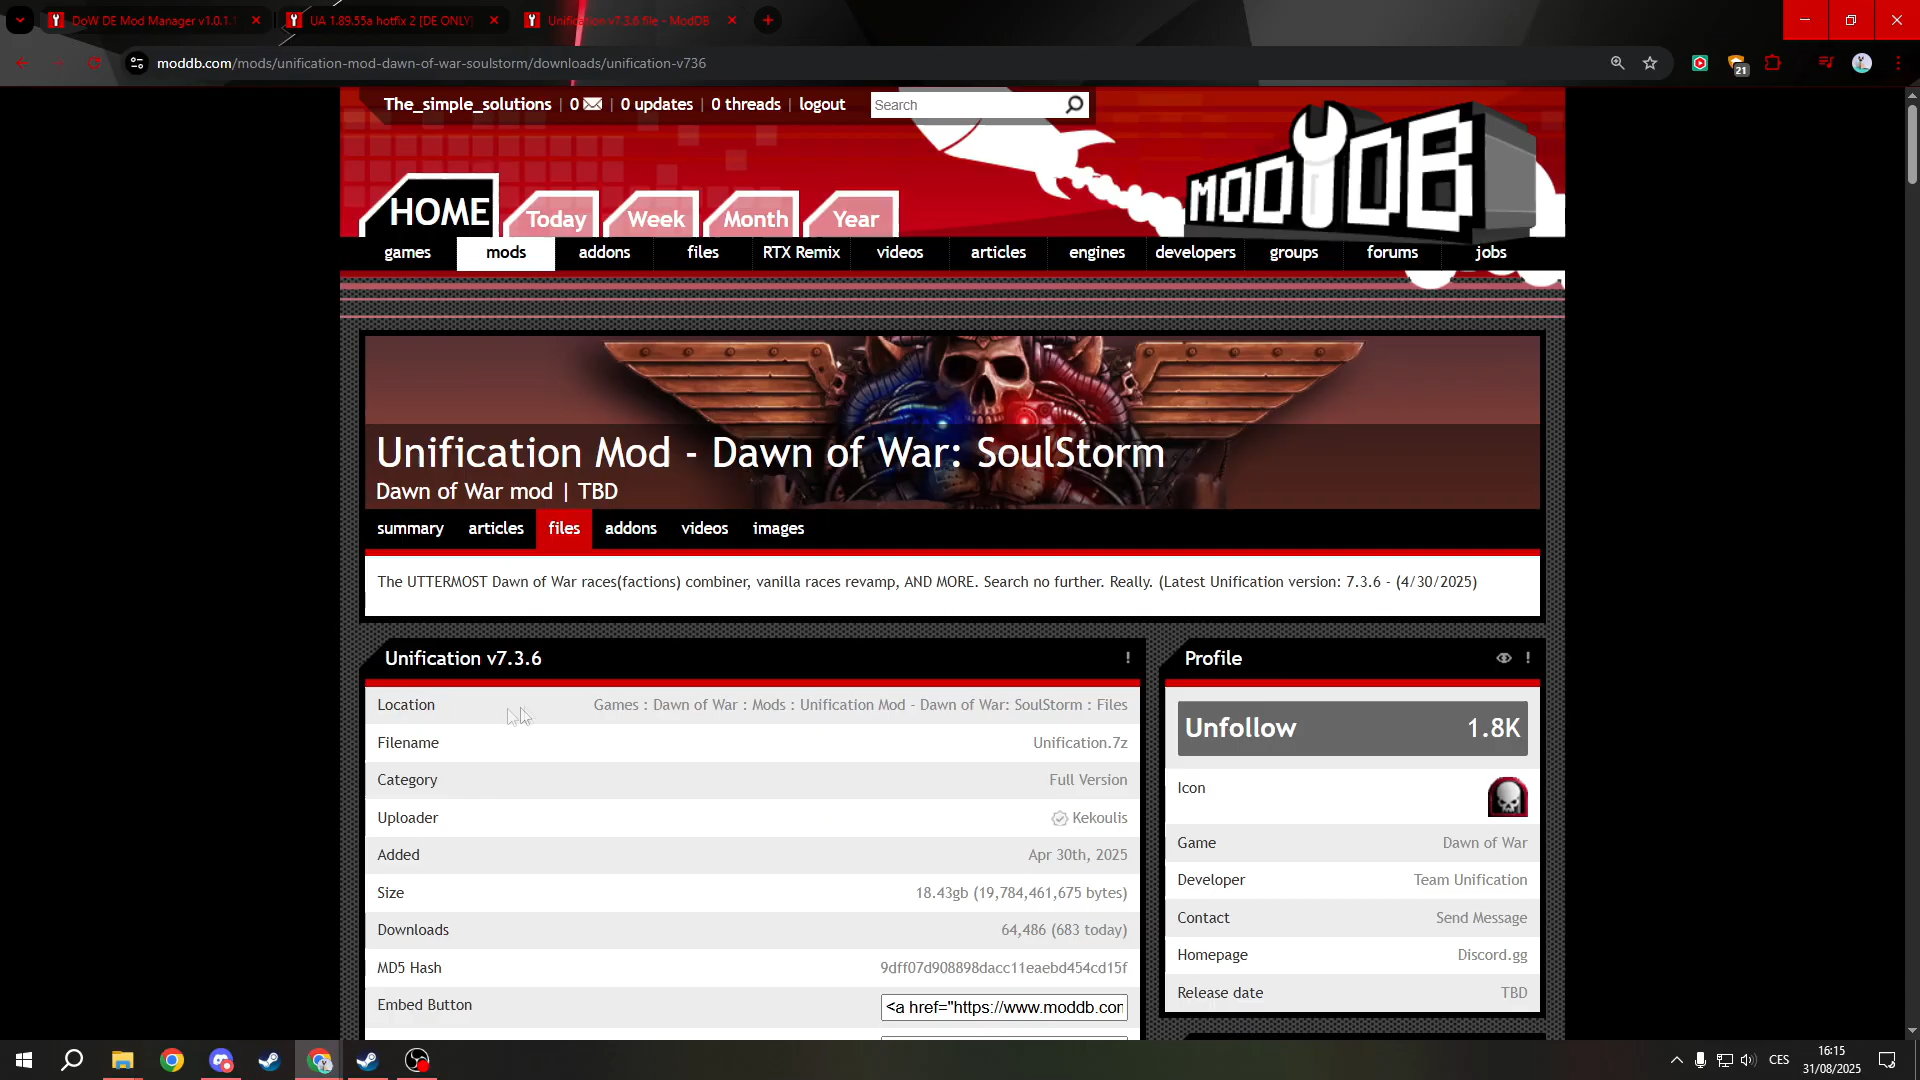 DoW DE Mod Manager v1.0.1.1
UA 1.89.55a hotfix 2 [DE ONLY]
Unification v7.3.6 file - ModDB
moddb.com/mods/unification-mod-dawn-of-war-soulstorm/downloads/unification-v736
21
The_simple_solutions | 0 | 0 updates | 0 threads | logout
Search
MODDB
HOME
Today
Week
Month
Year
games
mods
addons
files
RTX Remix
videos
articles
engines
developers
groups
forums
jobs
Unification Mod - Dawn of War: SoulStorm
Dawn of War mod | TBD
summary
articles
files
addons
videos
images
The UTTERMOST Dawn of War races(factions) combiner, vanilla races revamp, AND MORE. Search no further. Really. (Latest Unification version: 7.3.6 - (4/30/2025)
Unification v7.3.6
Location
Games : Dawn of War : Mods : Unification Mod - Dawn of War: SoulStorm : Files
Filename
Unification.7z
Category
Full Version
Uploader
Kekoulis
Added
Apr 30th, 2025
Size
18.43gb (19,784,461,675 bytes)
Downloads
64,486 (683 today)
MD5 Hash
9dff07d908898dacc11eaebd454cd15f
Embed Button
<a href="https://www.moddb.com
Profile
Unfollow
1.8K
Icon
Game
Dawn of War
Developer
Team Unification
Contact
Send Message
Homepage
Discord.gg
Release date
TBD
CES
16:15
31/08/2025